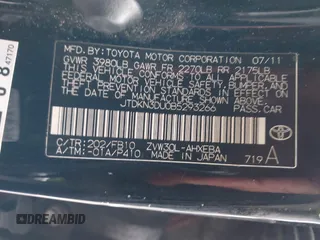 MFD. BY: TOYOTA MOTOR CORPORATION 07/11
GVWR 3980LB GAWR FR 2270LB RR 2175LB
THIS VEHICLE CONFORMS TO ALL APPLICABLE
FEDERAL MOTOR VEHICLE SAFETY, BUMPER,
AND THEFT PREVENTION STANDARDS IN EFFECT
ON THE DATE OF MANUFACTURE SHOWN ABOVE.
JTDKN3DU0B5293266 PASS.CAR
C/TR: 202/FB10 ZVW30L-AHXEBA
A/TM: -01A/P410 MADE IN JAPAN 719 A
47170
DREAMBID